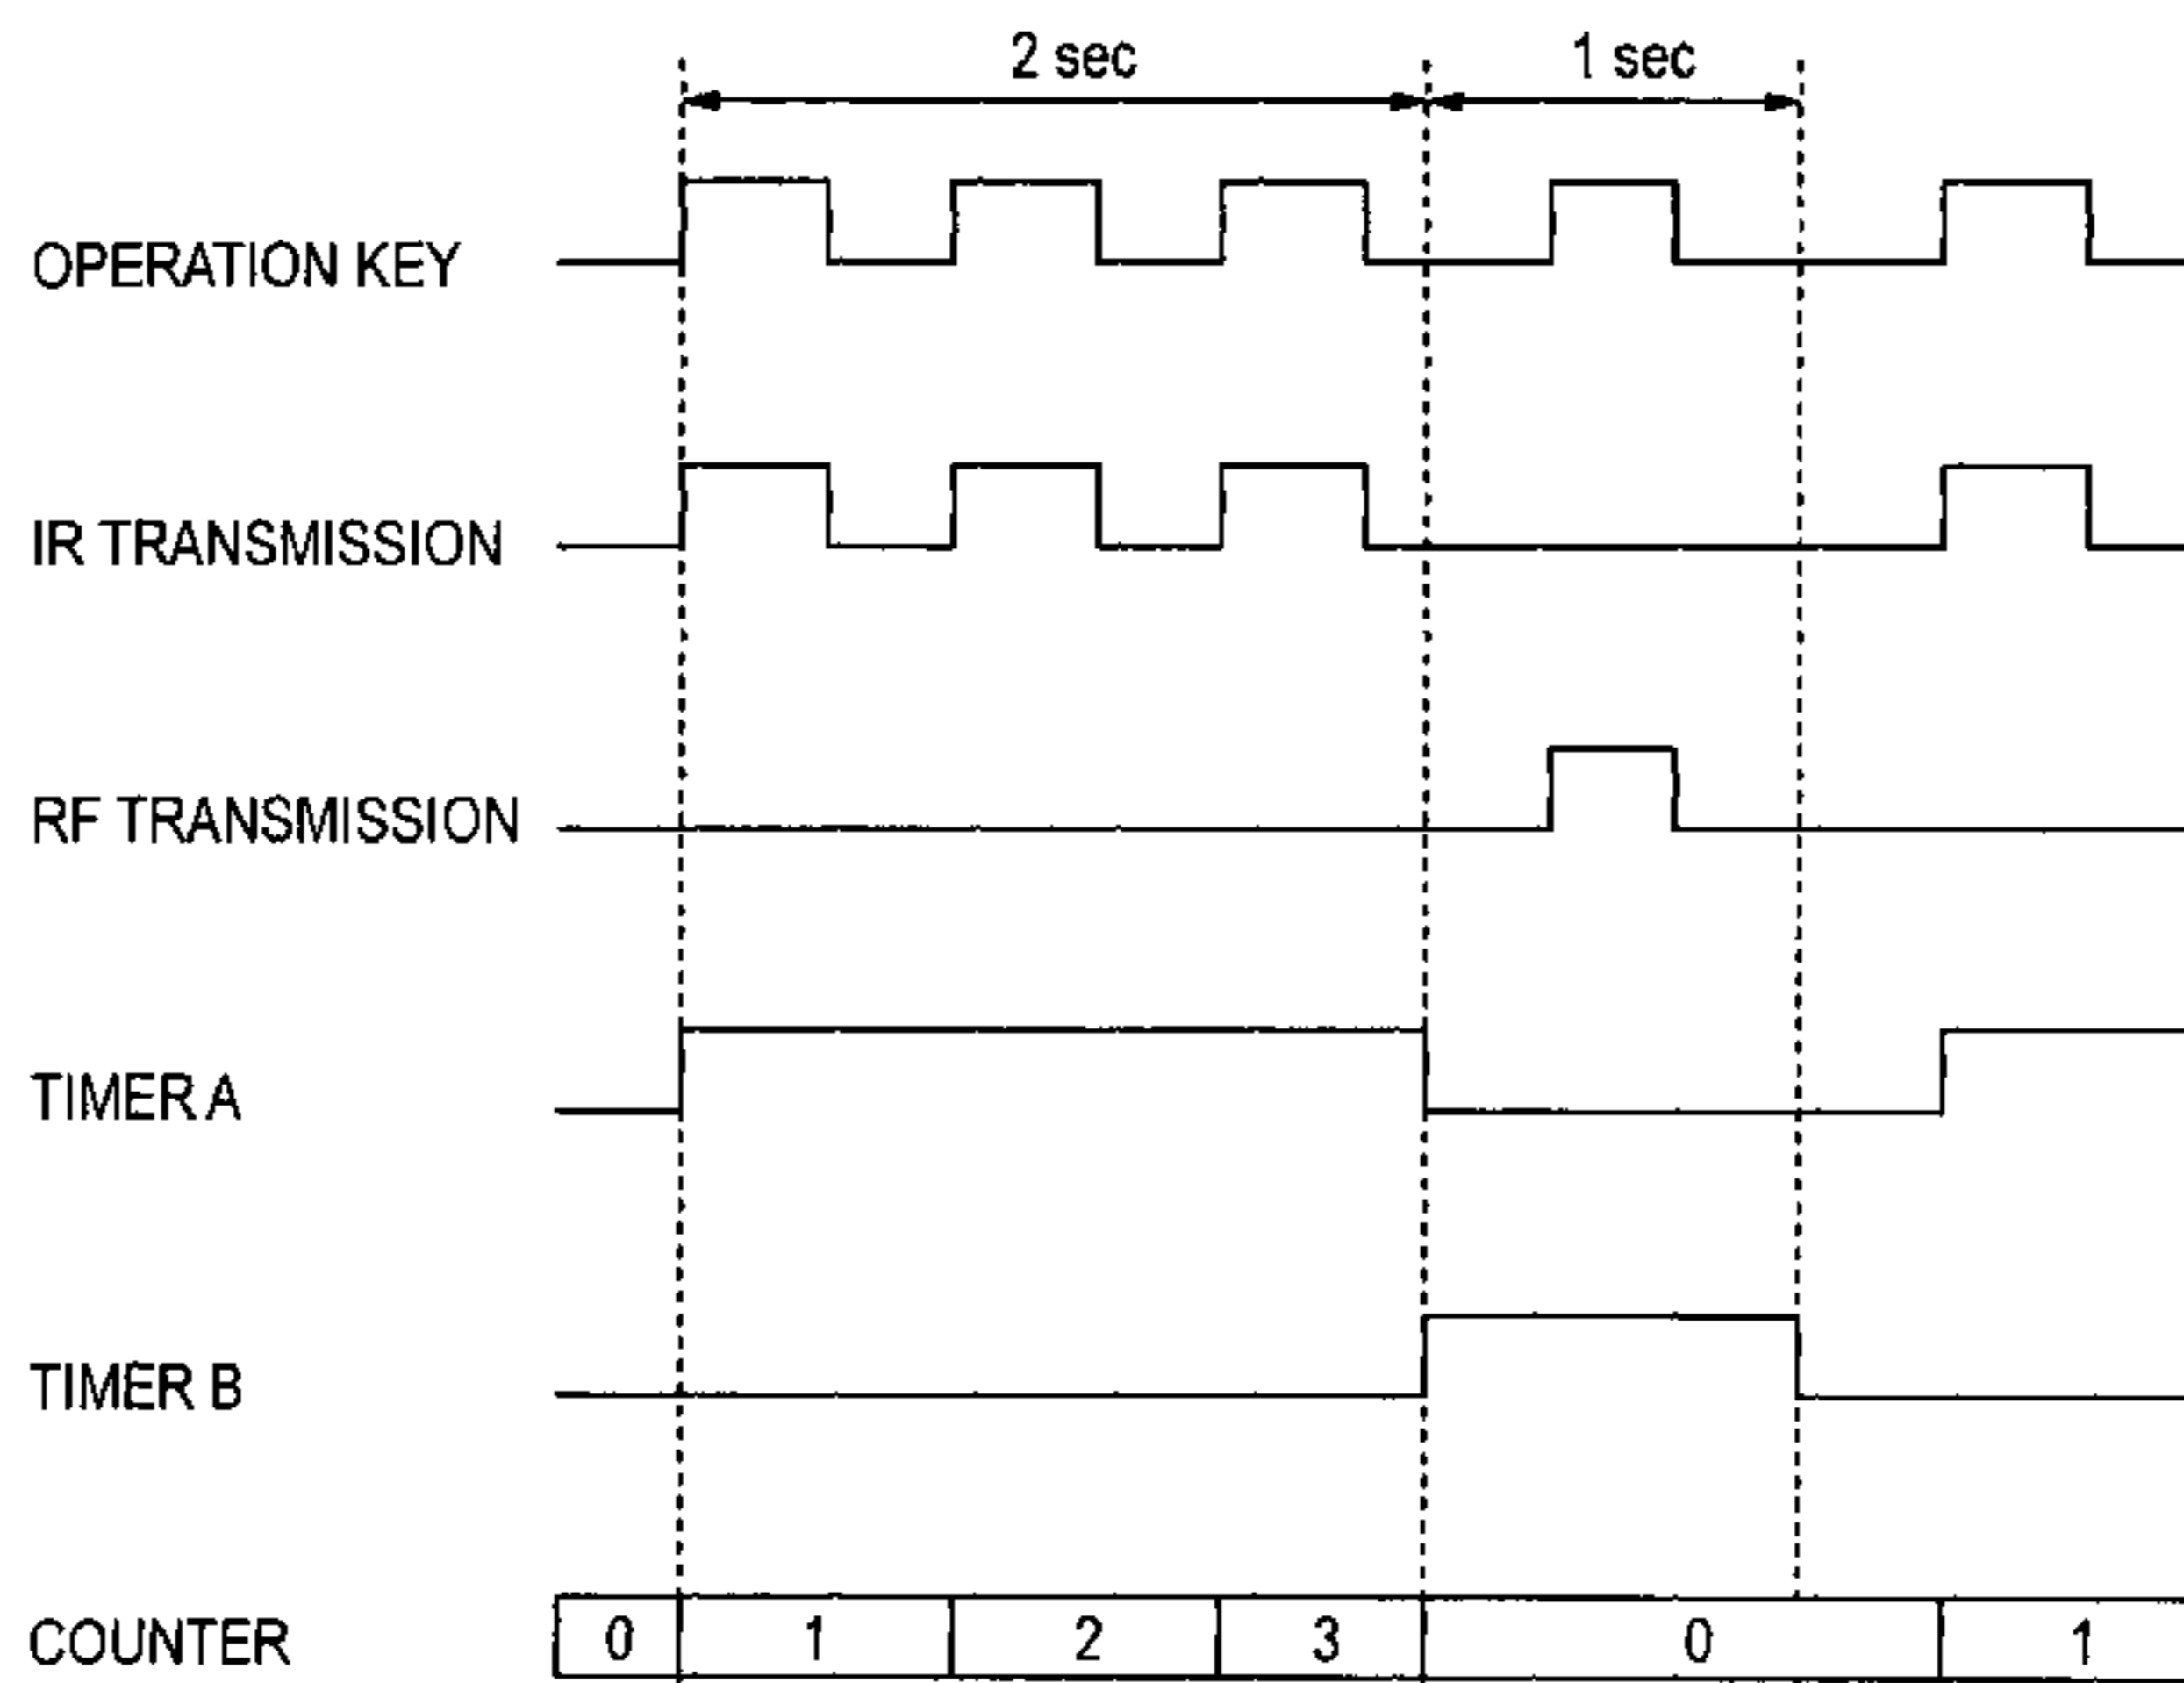 2 sec 1 sec
OPERATION KEY
IR TRANSMISSION
RF TRANSMISSION
TIMER A
TIMER B
COUNTER 0 1 2 3 0 1